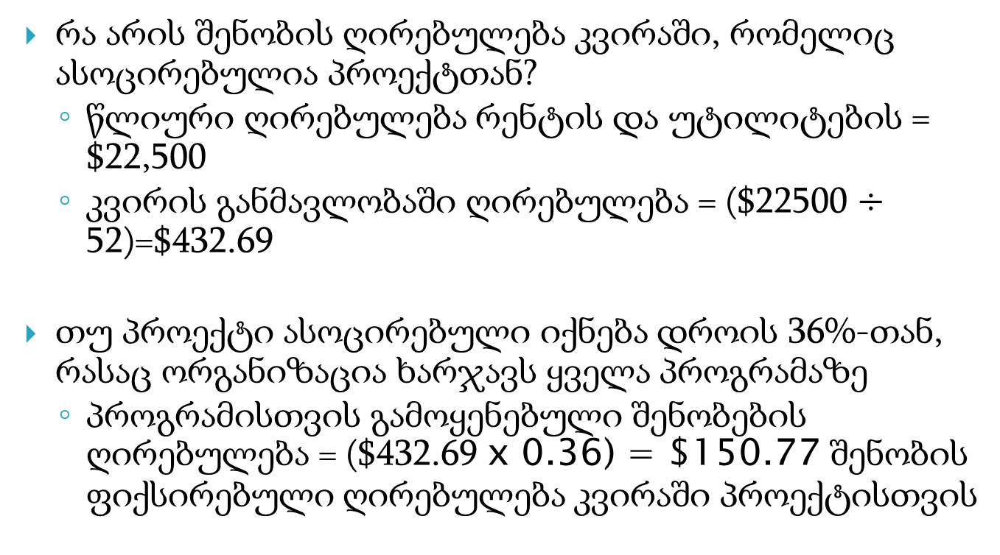 რა არის შენობის ღირებულება კვირაში, რომელიც
ასოცირებულია პროექტთან?
წლიური ღირებულება რენტის და უტილიტების =
$22,500
კვირის განმავლობაში ღირებულება = ($22500 ÷
52)=$432.69
თუ პროექტი ასოცირებული იქნება დროის 36%-თან,
რასაც ორგანიზაცია ხარჯავს ყველა პროგრამაზე
პროგრამისთვის გამოყენებული შენობების
ღირებულება = ($432.69 x 0.36) = $150.77 შენობის
ფიქსირებული ღირებულება კვირაში პროექტისთვის